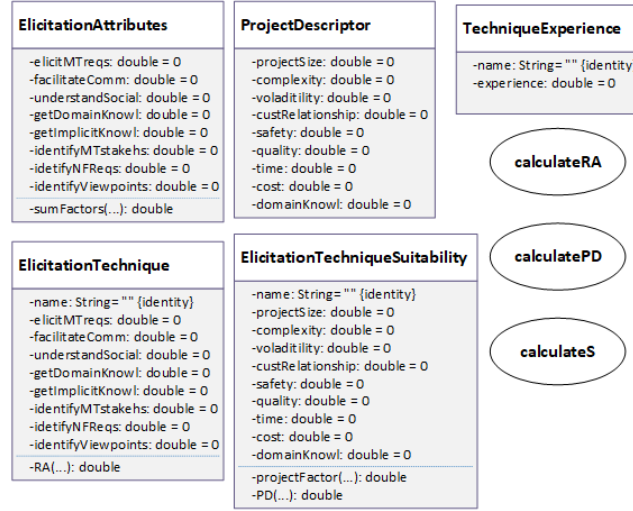 ElicitationAttributes
-elicitMTreqs: double = 0
-facilitateComm: double = 0
-understandSocial: double = 0
-getDomainKnowl: double = 0
-getImplicitKnowl: double = 0
-identifyMTstakehs: double = 0
-idetifyNFReqs: double = 0
-identifyViewpoints: double = 0
-sumFactors(...): double
ProjectDescriptor
-projectSize: double = 0
-complexity: double = 0
-voladitility: double = 0
-custRelationship: double = 0
-safety: double = 0
-quality: double = 0
-time: double = 0
-cost: double = 0
-domainKnowl: double = 0
TechniqueExperience
-name: String= "" {identity
-experience: double = 0
calculateRA
calculatePD
calculateS
ElicitationTechnique
-name: String= "" {identity}
-elicitMTreqs: double = 0
-facilitateComm: double = 0
-understandSocial: double = 0
-getDomainKnowl: double = 0
-getImplicitKnowl: double = 0
-identifyMTstakehs: double = 0
-idetifyNFReqs: double = 0
-identifyViewpoints: double = 0
-RA(...): double
ElicitationTechniqueSuitability
-name: String= "" {identity}
-projectSize: double = 0
-complexity: double = 0
-voladitility: double = 0
-custRelationship: double = 0
-safety: double = 0
-quality: double = 0
-time: double = 0
-cost: double = 0
-domainKnowl: double = 0
-projectFactor(...): double
-PD(...): double